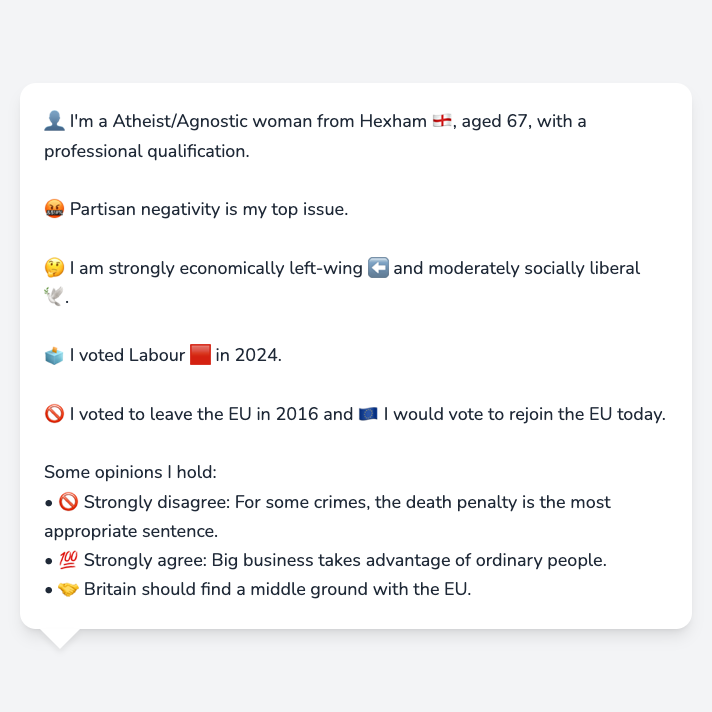 👤 I'm a Atheist/Agnostic woman from Hexham 🏴󠁧󠁢󠁥󠁮󠁧󠁿, aged 67, with a
professional qualification.
🤬 Partisan negativity is my top issue.
🤔 I am strongly economically left-wing ⬅️ and moderately socially liberal
🕊️.
🗳️ I voted Labour 🟥 in 2024.
🚫 I voted to leave the EU in 2016 and 🇪🇺 I would vote to rejoin the EU today.
Some opinions I hold:
• 🚫 Strongly disagree: For some crimes, the death penalty is the most
appropriate sentence.
• 💯 Strongly agree: Big business takes advantage of ordinary people.
• 🤝 Britain should find a middle ground with the EU.